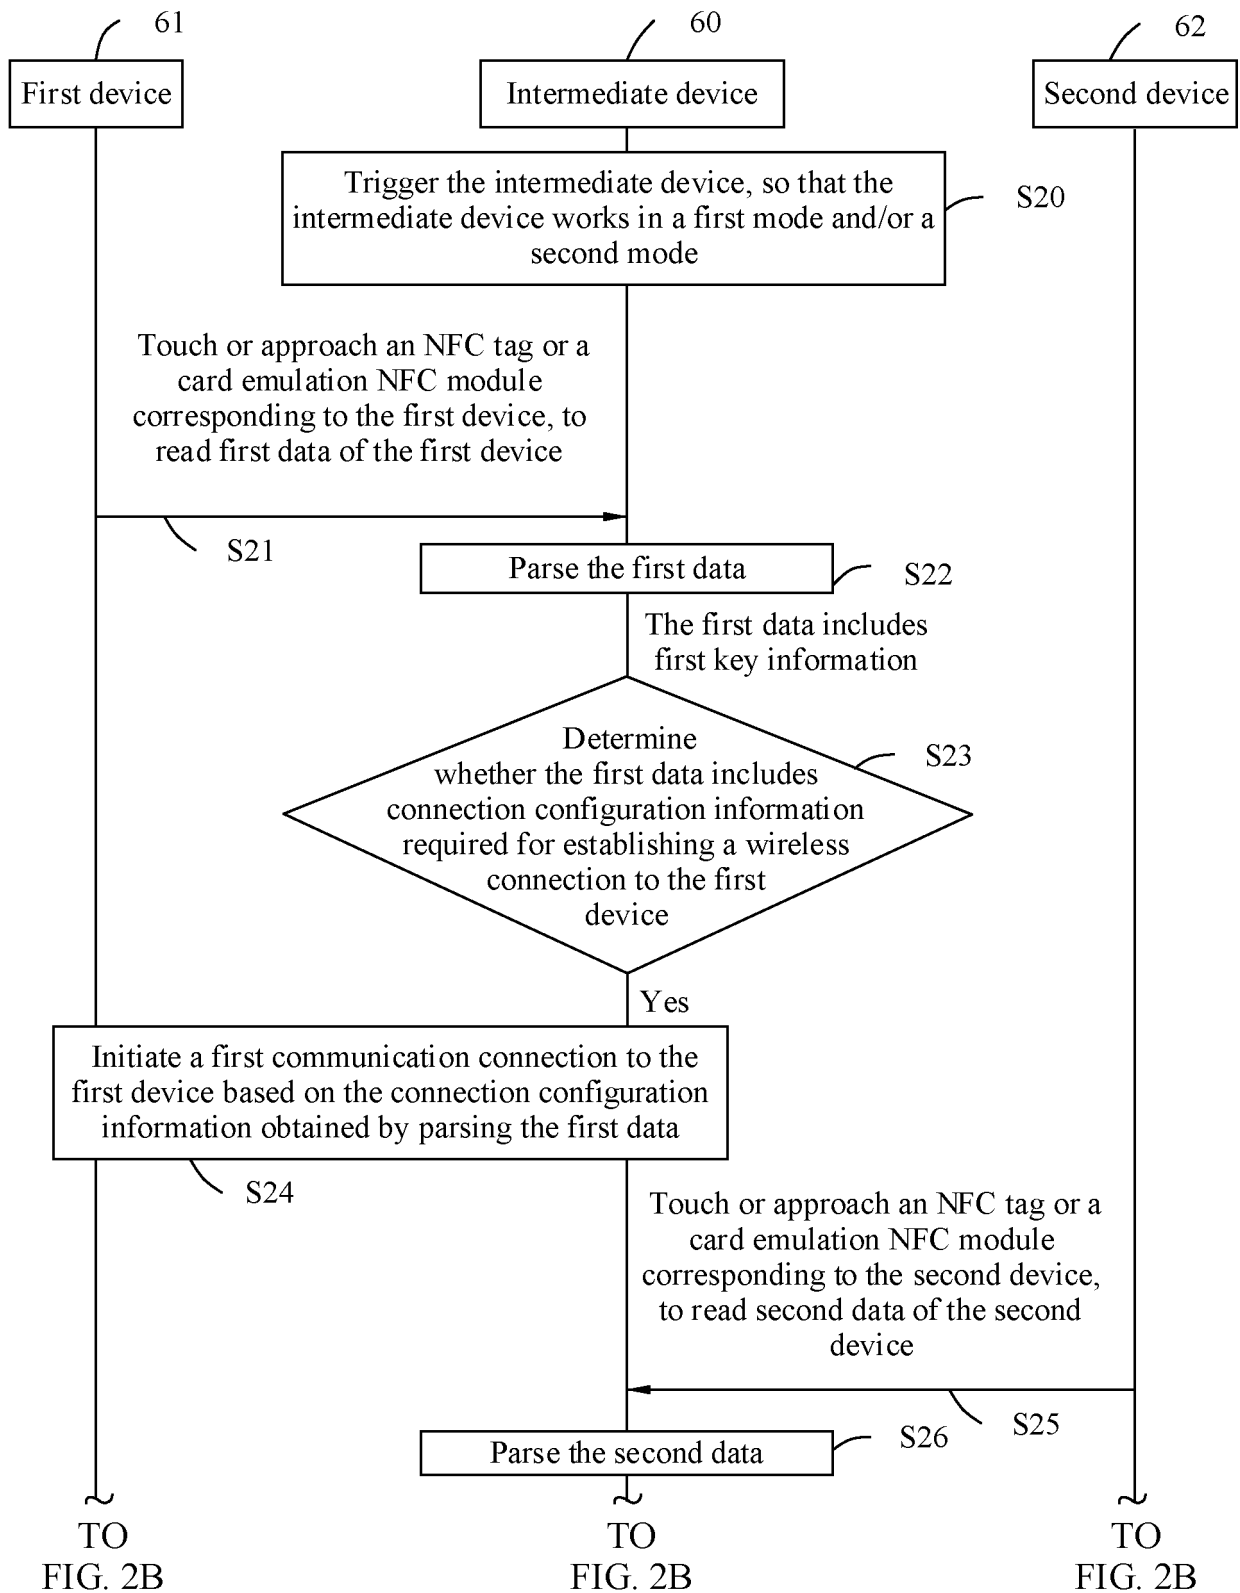 61
60
62
First device
Intermediate device
Second device
Trigger the intermediate device, so that the
intermediate device works in a first mode and/or a
second mode
S20
Touch or approach an NFC tag or a
card emulation NFC module
corresponding to the first device, to
read first data of the first device
S21
Parse the first data
S22
The first data includes
first key information
Determine
whether the first data includes
connection configuration information
required for establishing a wireless
connection to the first
device
S23
Yes
Initiate a first communication connection to the
first device based on the connection configuration
information obtained by parsing the first data
S24
Touch or approach an NFC tag or a
card emulation NFC module
corresponding to the second device,
to read second data of the second
device
S25
Parse the second data
S26
TO
FIG. 2B
TO
FIG. 2B
TO
FIG. 2B